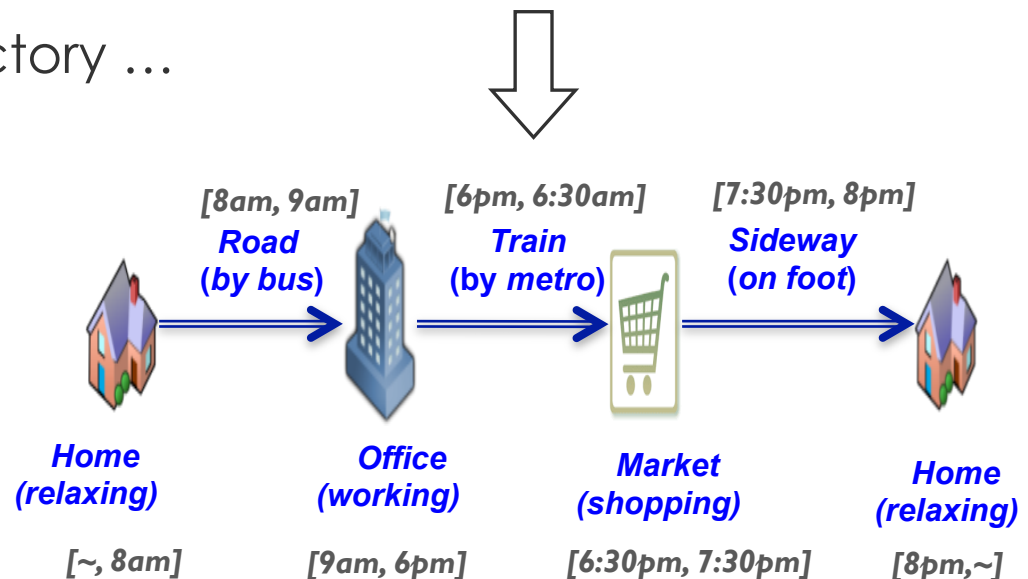 ctory ...
[8am, 9am]
Road
(by bus)
[6pm, 6:30am]
Train
(by metro)
[7:30pm, 8pm]
Sideway
(on foot)
Home
(relaxing)
Office
(working)
Market
(shopping)
Home
(relaxing)
[~, 8am]
[9am, 6pm]
[6:30pm, 7:30pm]
[8pm,~]